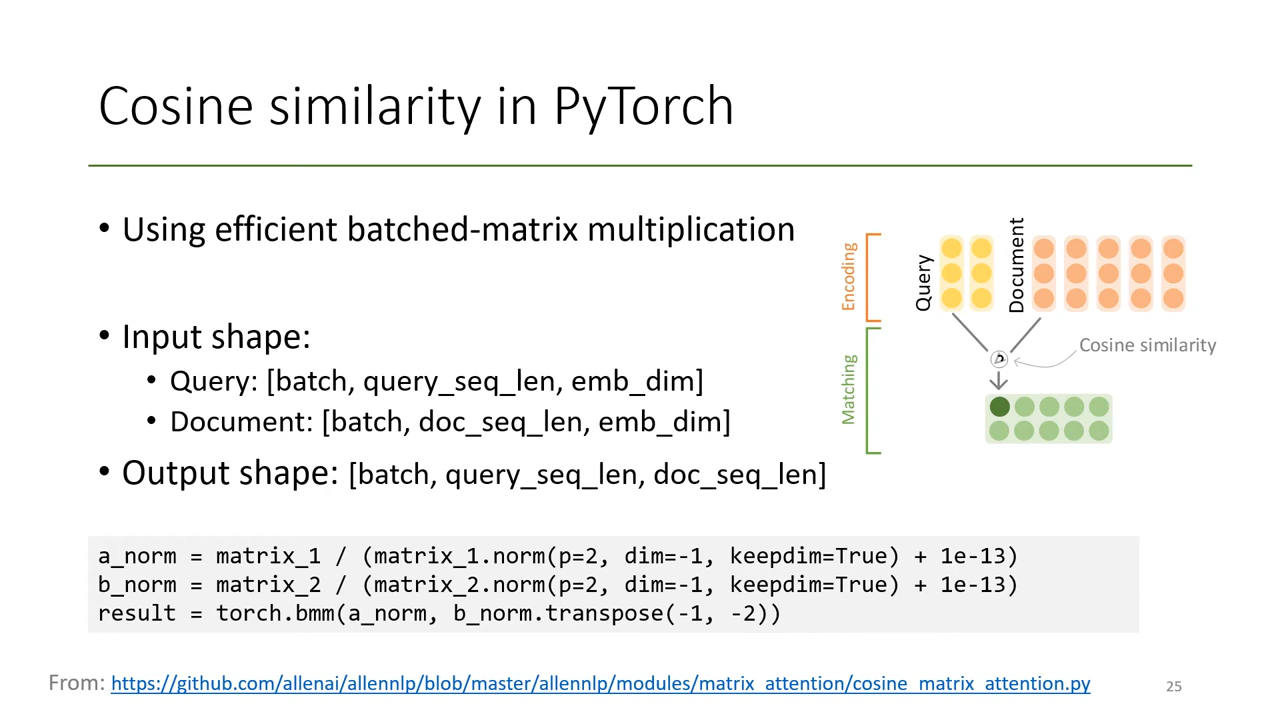 Cosine similarity in PyTorch
• Using efficient batched-matrix multiplication
• Input shape:
• Query: [batch, query_seq_len, emb_dim]
• Document: [batch, doc_seq_len, emb_dim]
• Output shape: [batch, query_seq_len, doc_seq_len]
Encoding
Query
Document
Matching
Cosine similarity
a_norm = matrix_1 / (matrix_1.norm(p=2, dim=-1, keepdim=True) + 1e-13)
b_norm = matrix_2 / (matrix_2.norm(p=2, dim=-1, keepdim=True) + 1e-13)
result = torch.bmm(a_norm, b_norm.transpose(-1, -2))
From: https://github.com/allenai/allennlp/blob/master/allennlp/modules/matrix_attention/cosine_matrix_attention.py
25